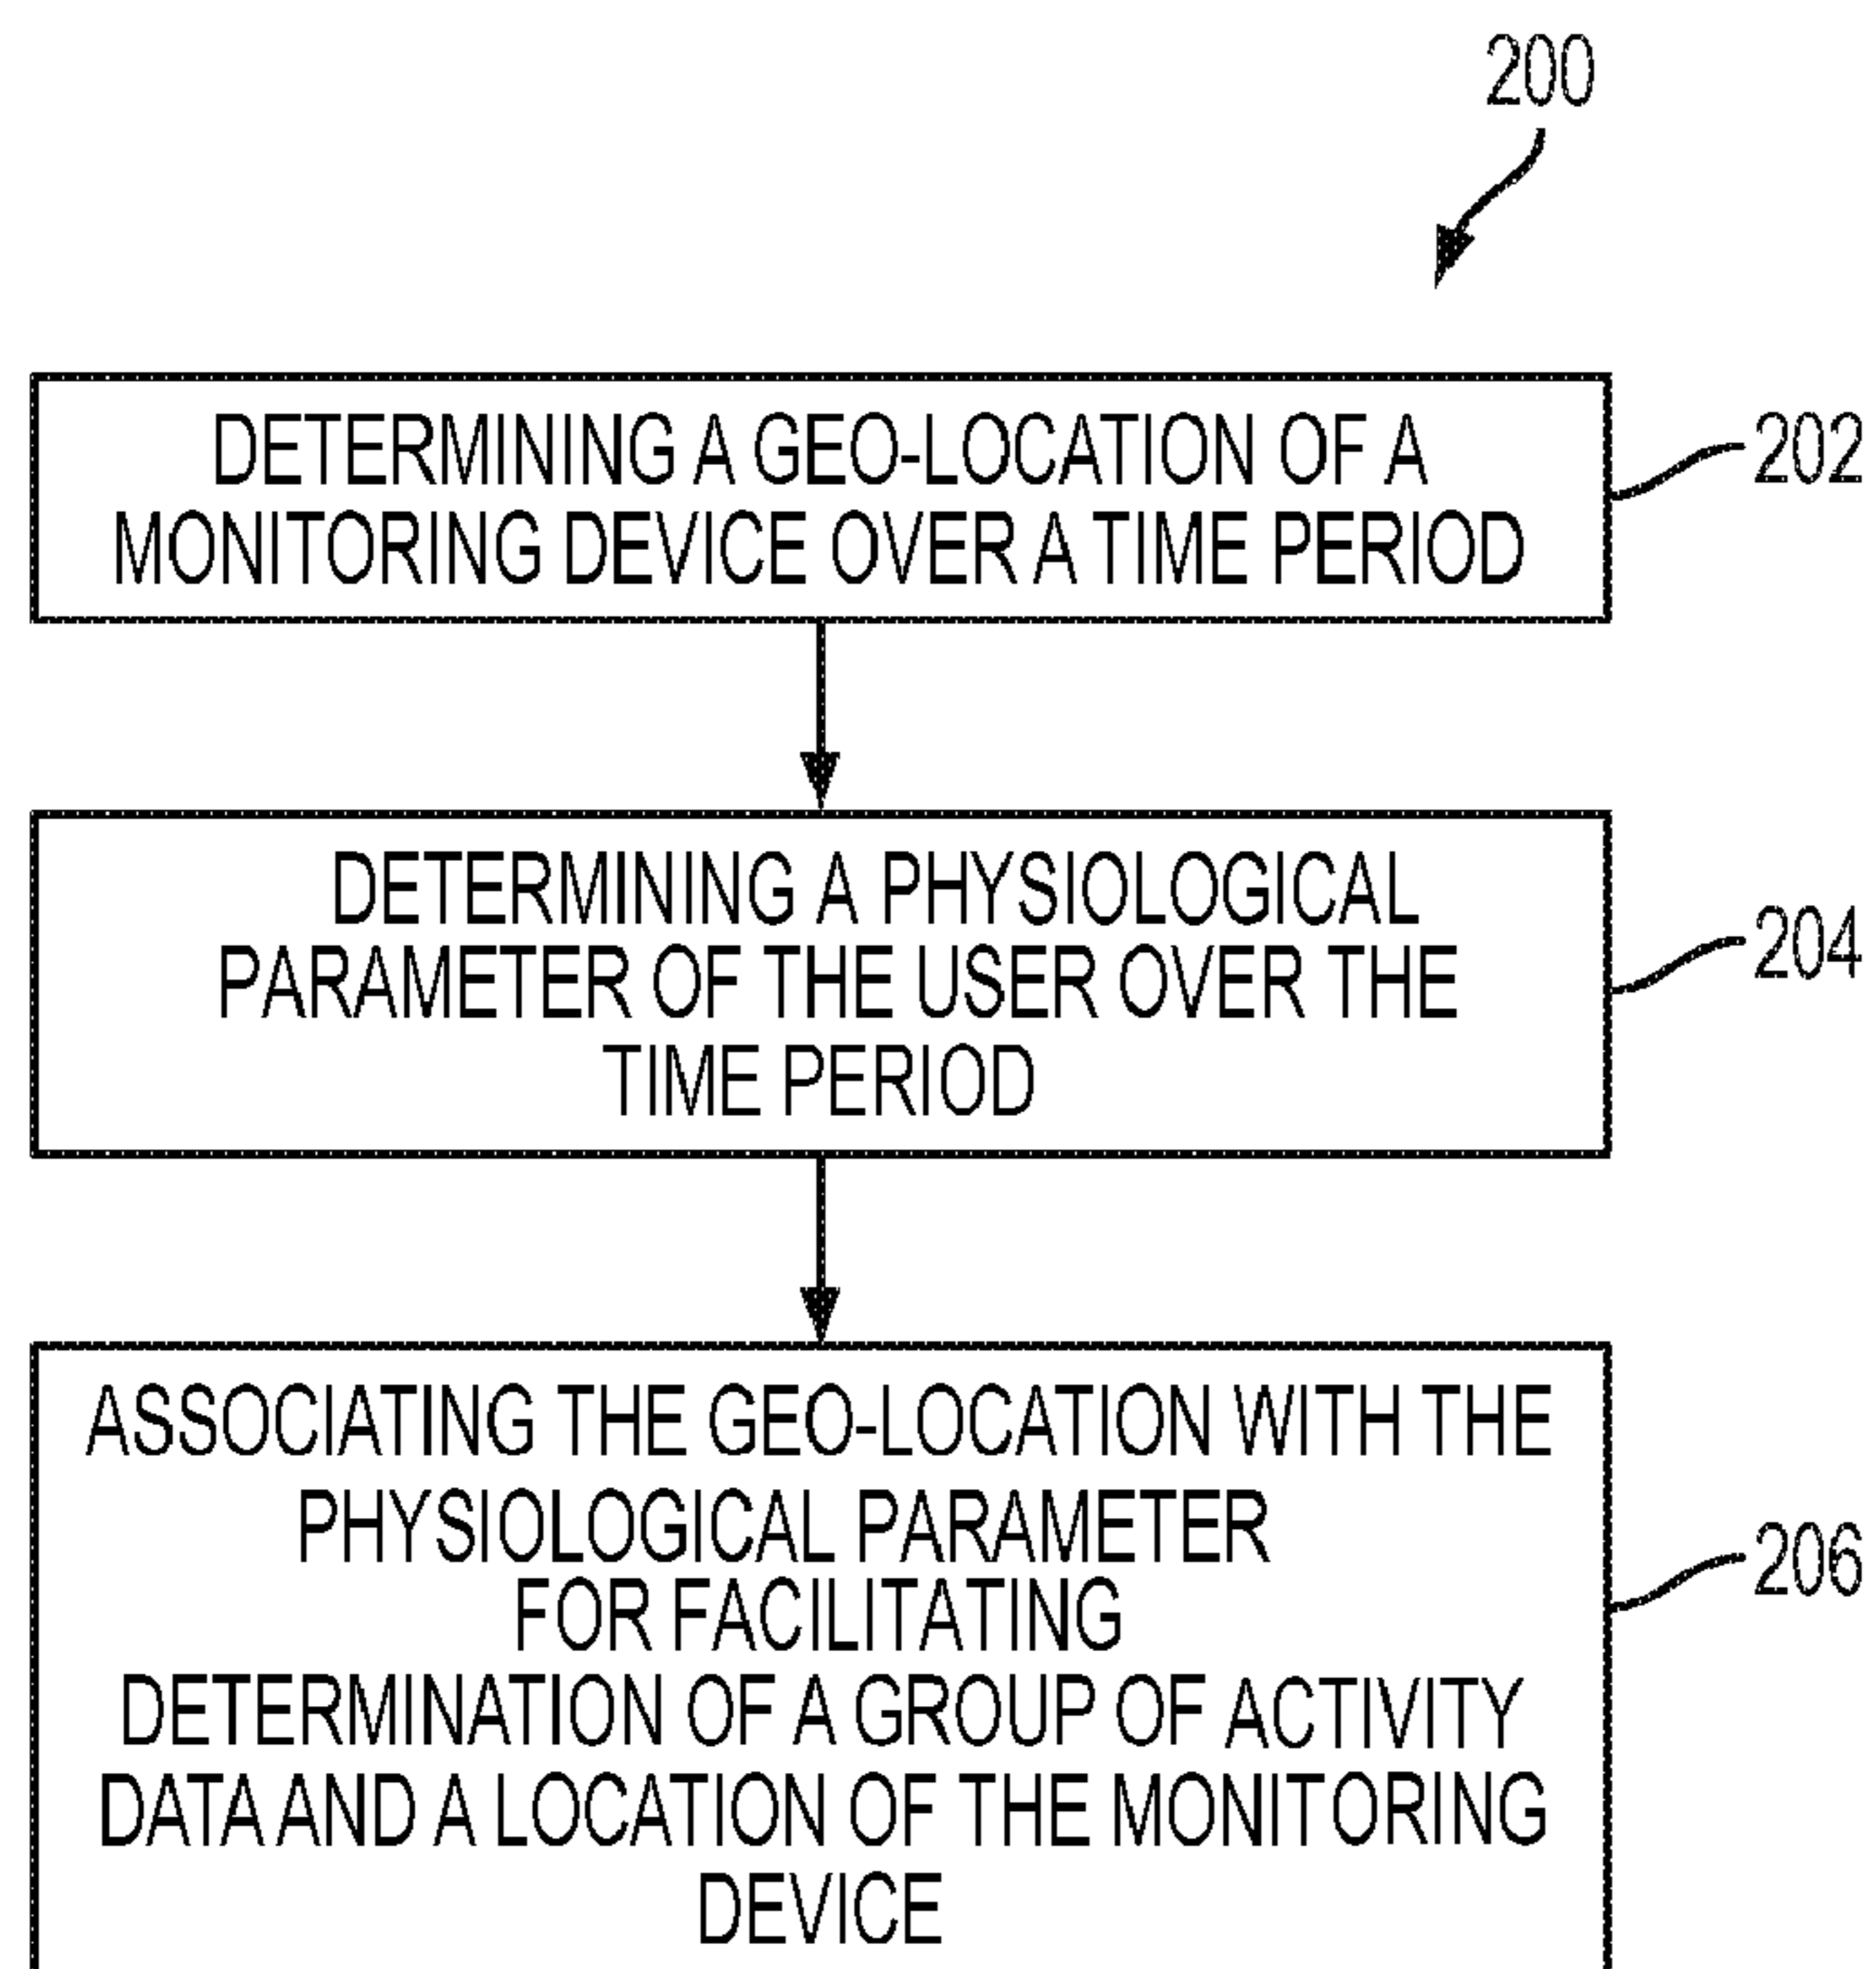 200
DETERMINING A GEO-LOCATION OF A
MONITORING DEVICE OVER A TIME PERIOD
202
DETERMINING A PHYSIOLOGICAL
PARAMETER OF THE USER OVER THE
TIME PERIOD
204
ASSOCIATING THE GEO-LOCATION WITH THE
PHYSIOLOGICAL PARAMETER
FOR FACILITATING
DETERMINATION OF A GROUP OF ACTIVITY
DATA AND A LOCATION OF THE MONITORING
DEVICE
206